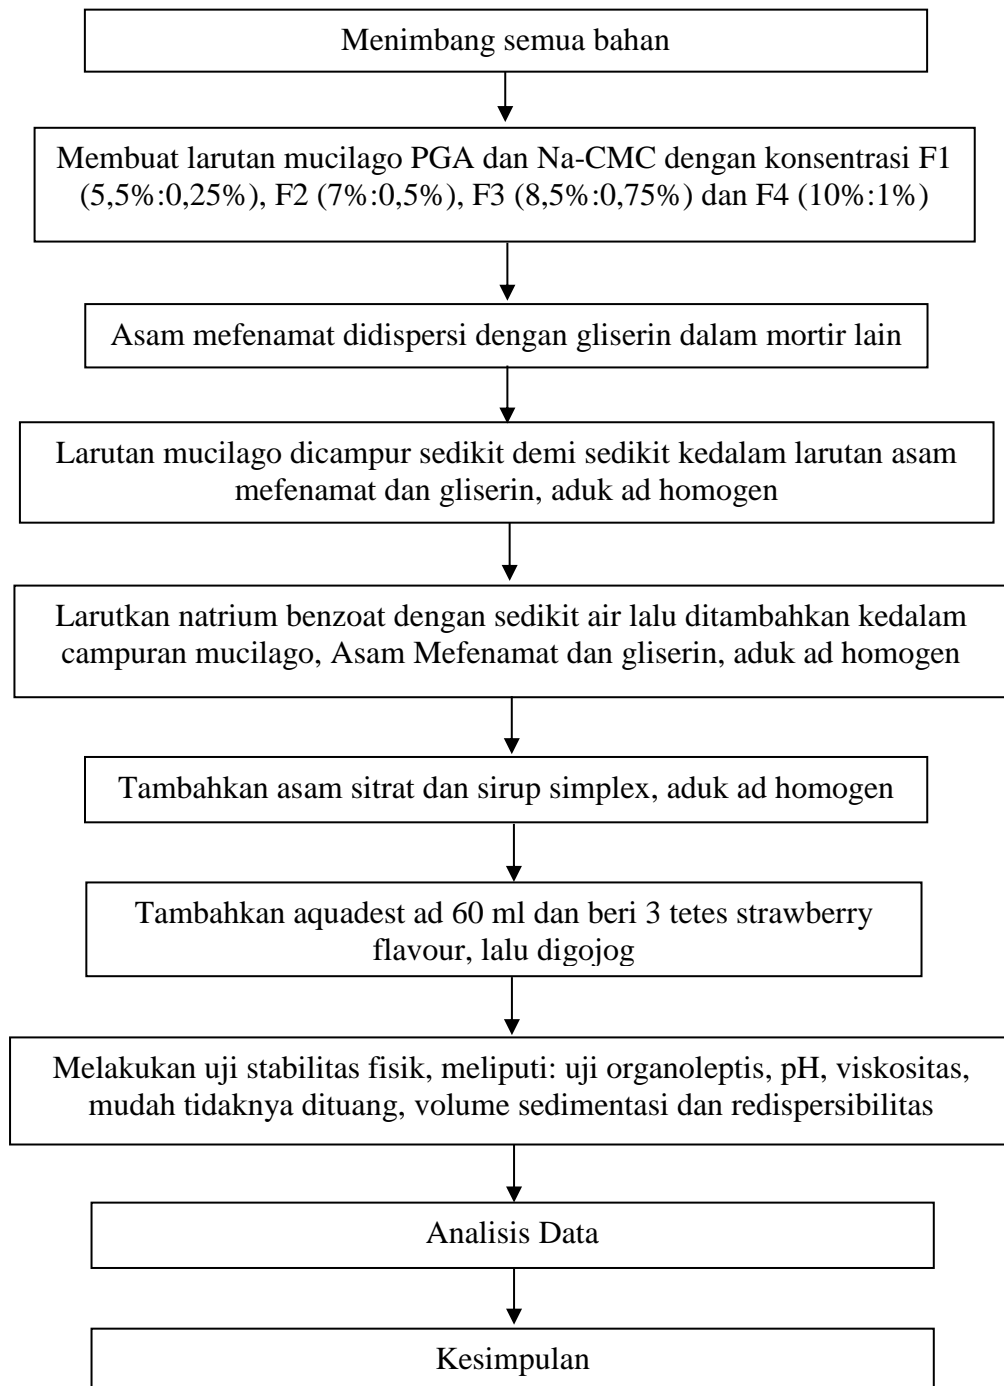 Menimbang semua bahan
Membuat larutan mucilago PGA dan Na-CMC dengan konsentrasi F1
(5,5%:0,25%), F2 (7%:0,5%), F3 (8,5%:0,75%) dan F4 (10%:1%)
Asam mefenamat didispersi dengan gliserin dalam mortir lain
Larutan mucilago dicampur sedikit demi sedikit kedalam larutan asam
mefenamat dan gliserin, aduk ad homogen
Larutkan natrium benzoat dengan sedikit air lalu ditambahkan kedalam
campuran mucilago, Asam Mefenamat dan gliserin, aduk ad homogen
Tambahkan asam sitrat dan sirup simplex, aduk ad homogen
Tambahkan aquadest ad 60 ml dan beri 3 tetes strawberry
flavour, lalu digojog
Melakukan uji stabilitas fisik, meliputi: uji organoleptis, pH, viskositas,
mudah tidaknya dituang, volume sedimentasi dan redispersibilitas
Analisis Data
Kesimpulan